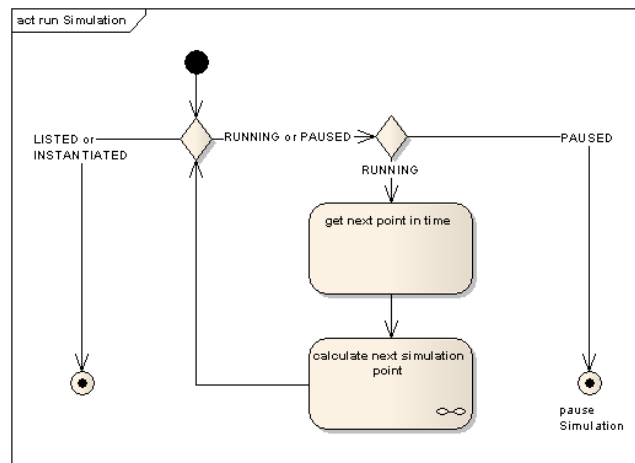 act run Simulation
LISTED or
INSTANTIATED
RUNNING or PAUSED
PAUSED
RUNNING
get next point in time
calculate next simulation
point
pause
Simulation